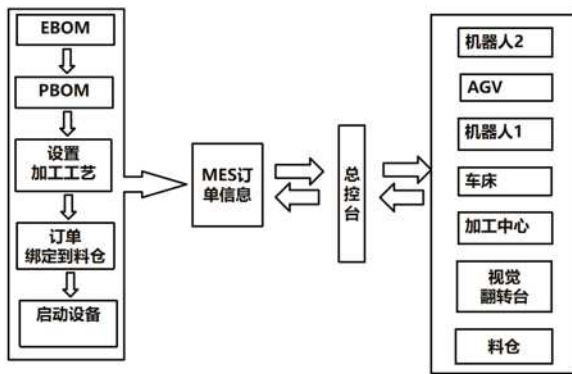 EBOM
PBOM
设置
加工工艺
订单
绑定到料仓
启动设备
MES订
单信息
总
控
台
机器人2
AGV
机器人1
车床
加工中心
视觉
翻转台
料仓